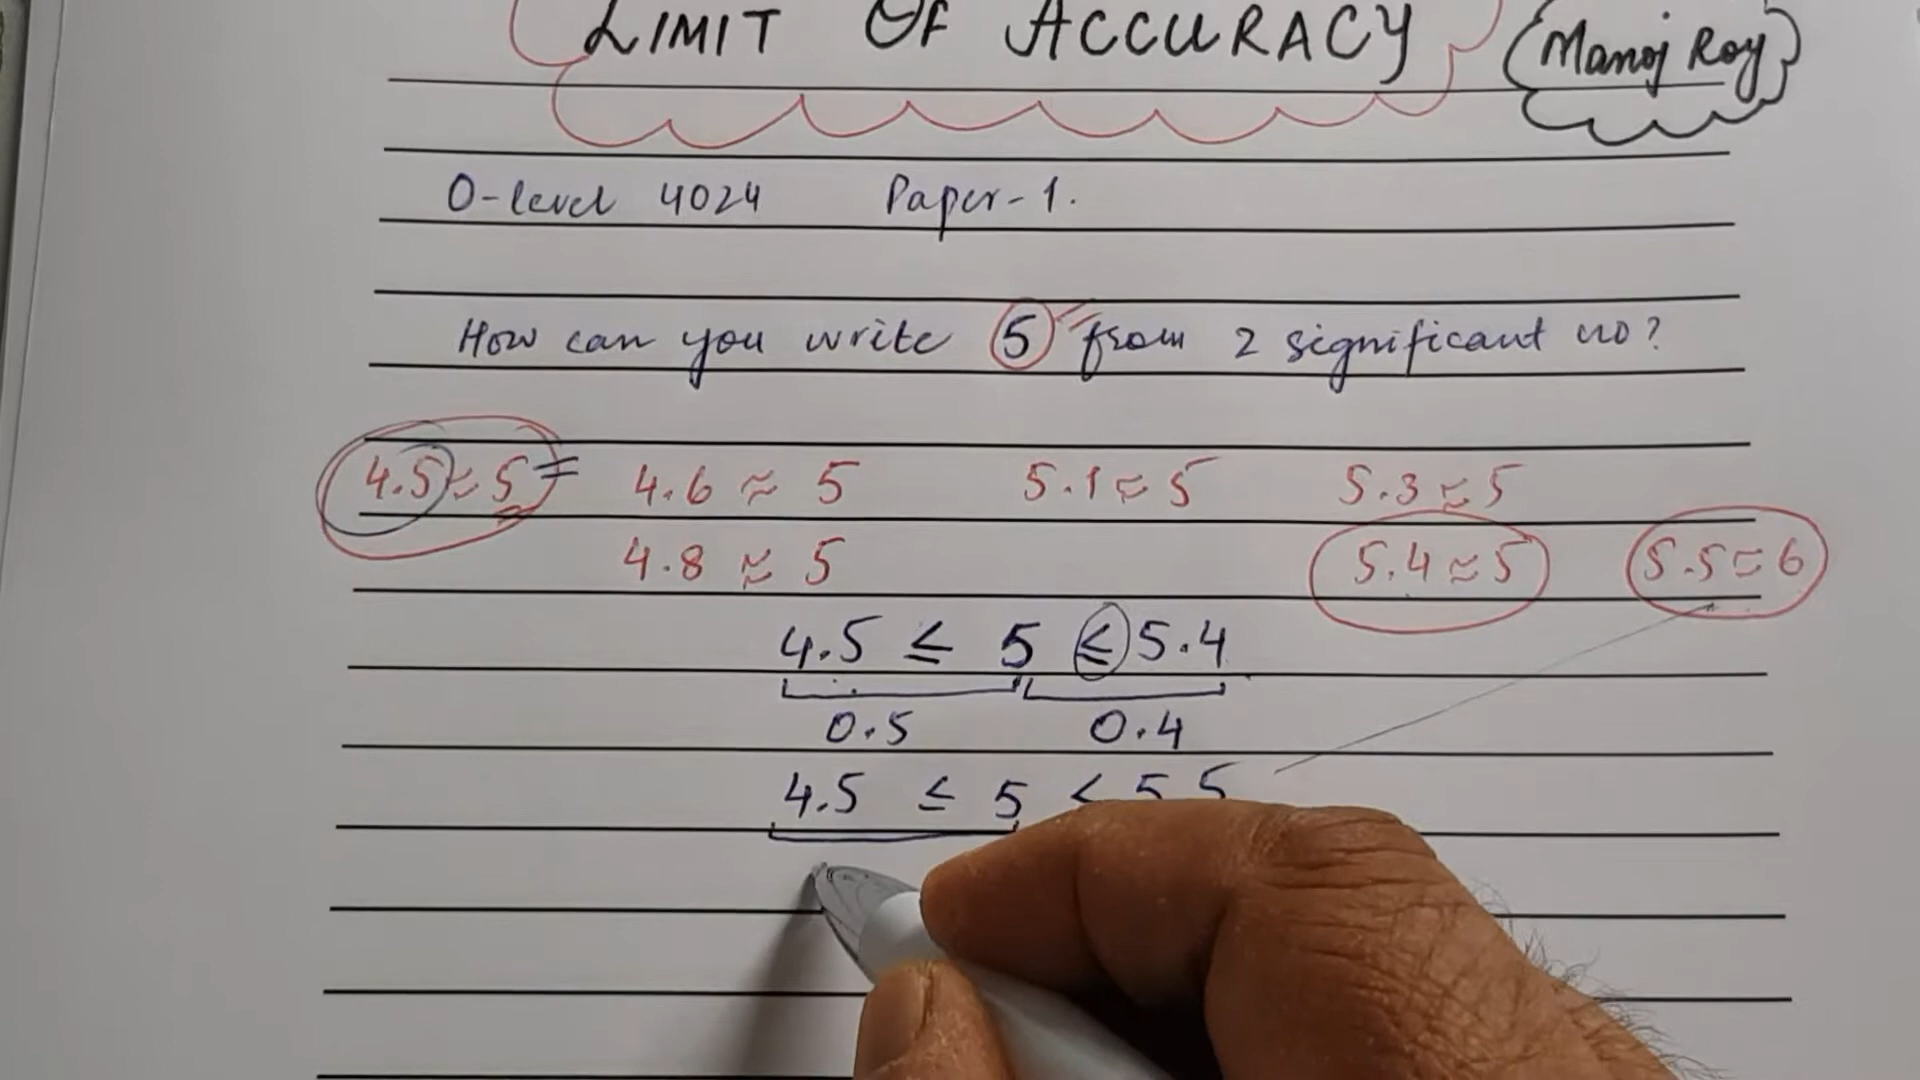 LIMIT OF ACCURACY
Manoj Roy
O-level 4024 Paper-1.
How can you write 5 from 2 significant no?
4.5≈5 = 4.6 ≈ 5 5.1≈5 5.3≈5
4.8 ≈ 5 5.4≈5 5.5≈6
4.5 ≤ 5 ≤ 5.4
0.5 0.4
4.5 ≤ 5 < 5.5